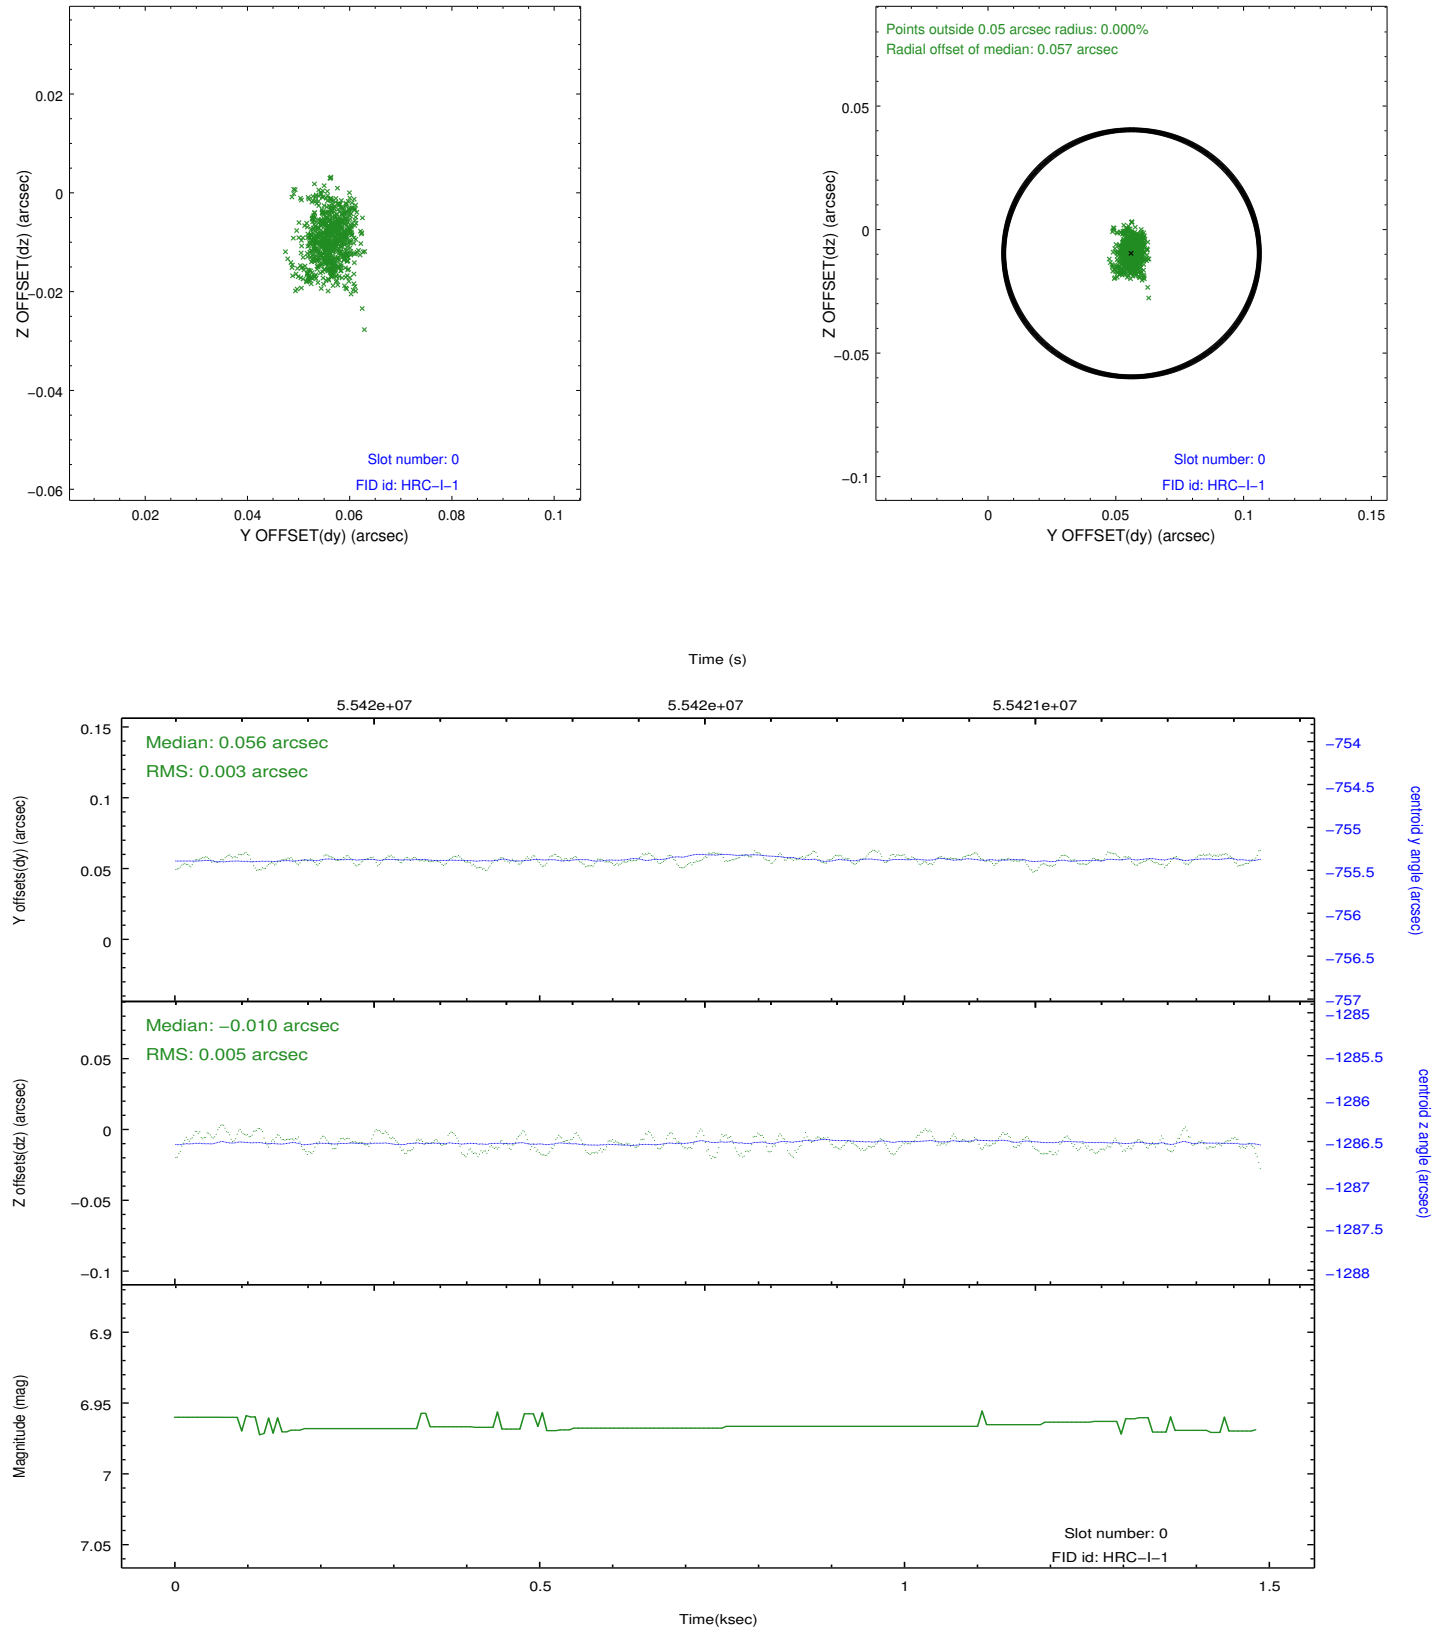 0.02
0
−0.02
−0.04
−0.06
Z OFFSET(dz) (arcsec)
Slot number: 0
FID id: HRC−I−1
0.02 0.04 0.06 0.08 0.1
Y OFFSET(dy) (arcsec)
Points outside 0.05 arcsec radius: 0.000%
Radial offset of median: 0.057 arcsec
0.05
0
−0.05
−0.1
Z OFFSET(dz) (arcsec)
Slot number: 0
FID id: HRC−I−1
0 0.05 0.1 0.15
Y OFFSET(dy) (arcsec)
Time (s)
5.542e+07 5.542e+07 5.5421e+07
Median: 0.056 arcsec
RMS: 0.003 arcsec
0.15
0.1
0.05
0
Y offsets(dy) (arcsec)
−754
−754.5
−755
−755.5
−756
−756.5
−757
centroid y angle (arcsec)
Median: −0.010 arcsec
RMS: 0.005 arcsec
0.05
0
−0.05
−0.1
Z offsets(dz) (arcsec)
−1285
−1285.5
−1286
−1286.5
−1287
−1287.5
−1288
centroid z angle (arcsec)
6.9
6.95
7
7.05
Magnitude (mag)
Slot number: 0
FID id: HRC−I−1
0 0.5 1 1.5
Time(ksec)